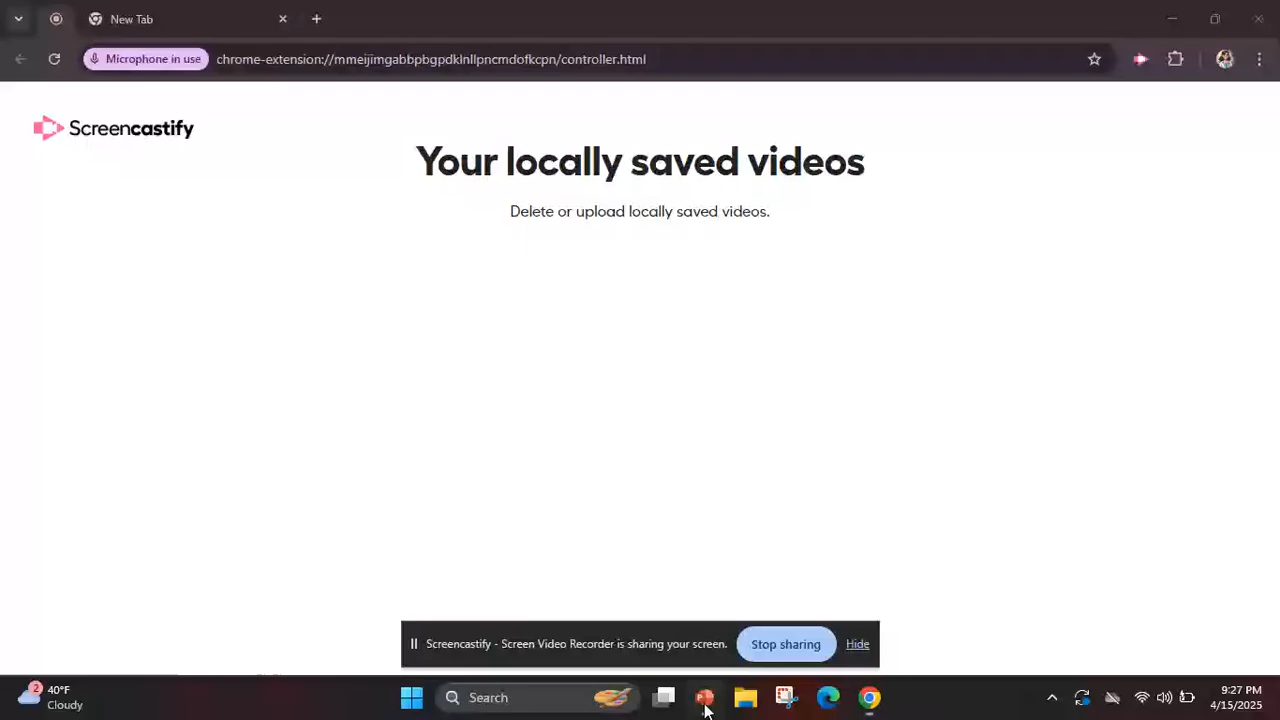 New Tab
Microphone in use
chrome-extension://mmeijimgabbpbgpdklnllpncmdofkcpn/controller.html
Screencastify
Your locally saved videos
Delete or upload locally saved videos.
Screencastify - Screen Video Recorder is sharing your screen.
Stop sharing
Hide
2
40°F
Cloudy
Search
9:27 PM
4/15/2025